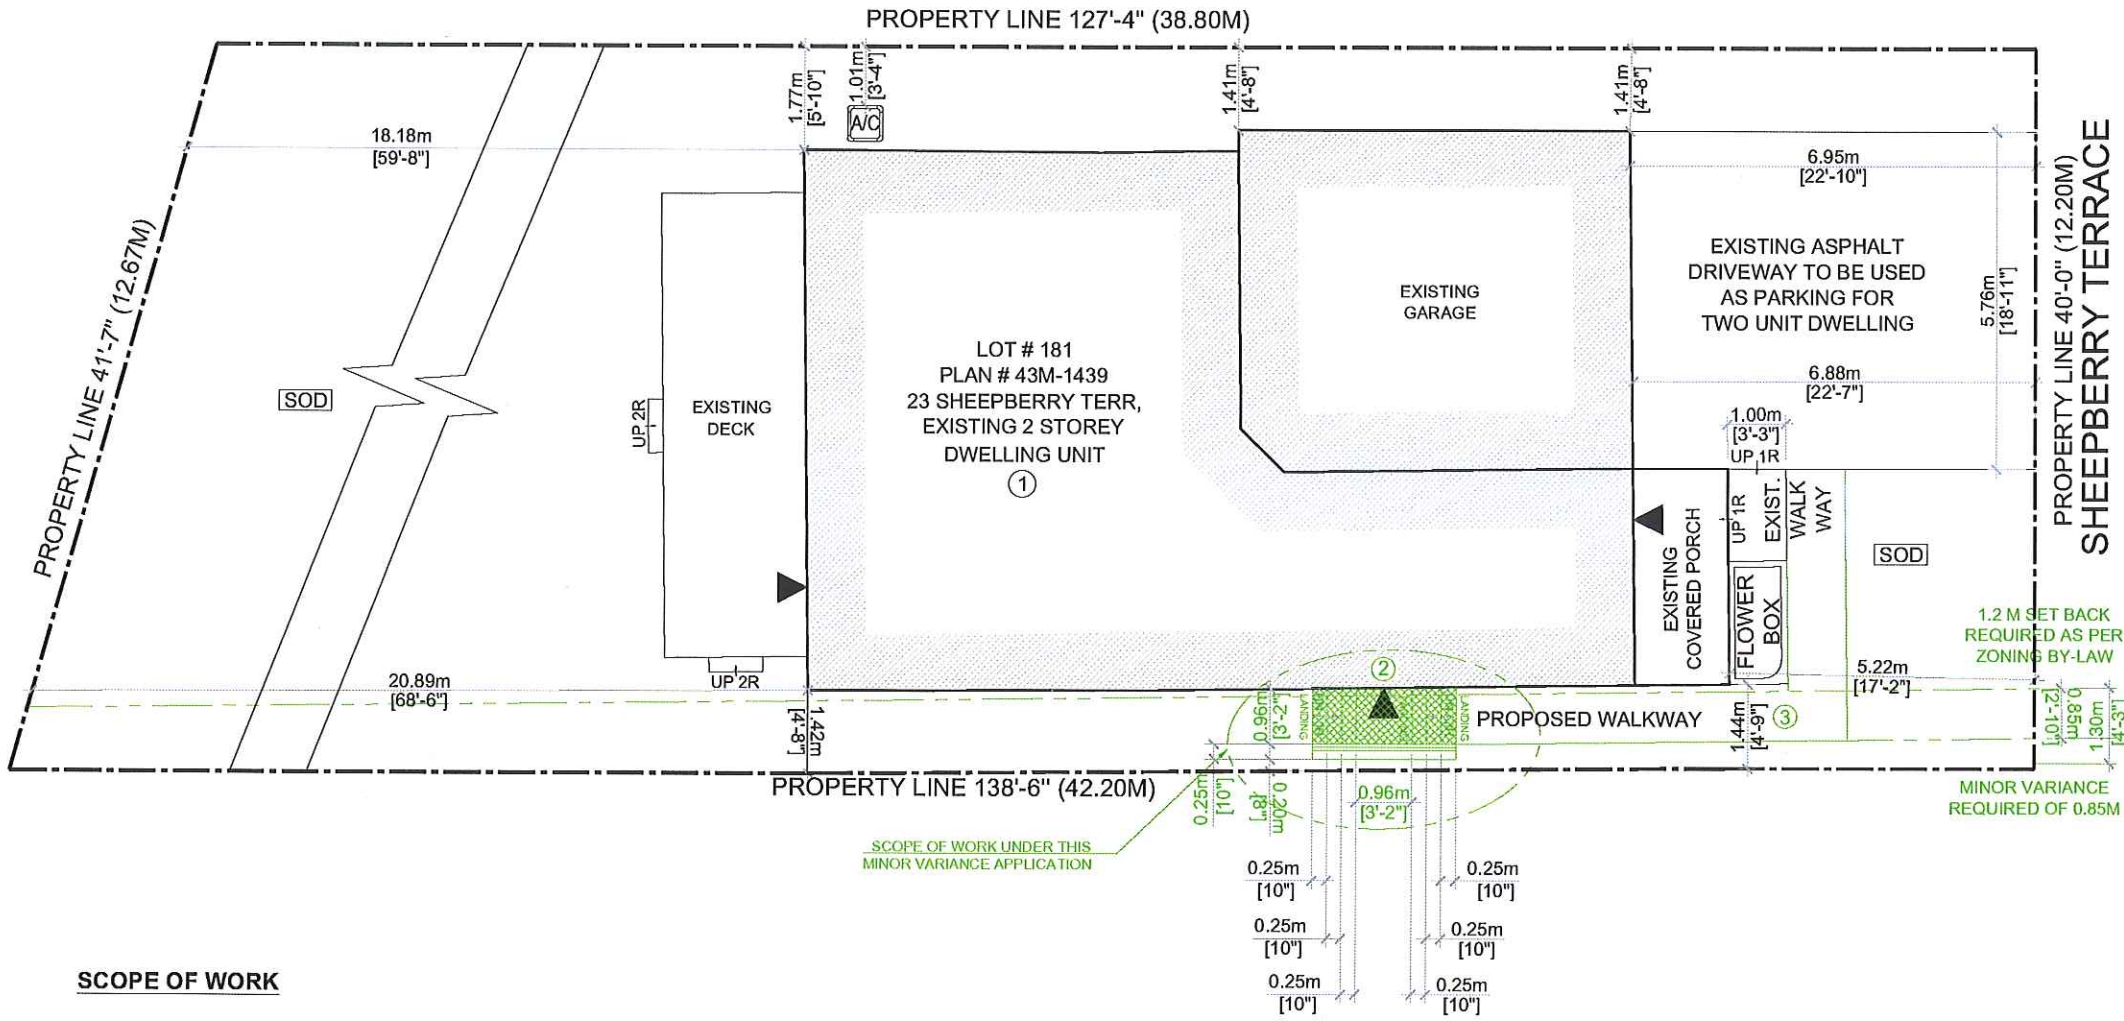 PROPERTY LINE 127'-4" (38.80M)
1.77m
[5'-10"]
1.01m
[3'-4"]
A/C
1.41m
[4'-8"]
1.41m
[4'-8"]
18.18m
[59'-8"]
6.95m
[22'-10"]
PROPERTY LINE 41'-7" (12.67M)
SOD
UP 2R
EXISTING
DECK
UP 2R
LOT # 181
PLAN # 43M-1439
23 SHEEPBERRY TERR,
EXISTING 2 STOREY
DWELLING UNIT
1
EXISTING
GARAGE
EXISTING ASPHALT
DRIVEWAY TO BE USED
AS PARKING FOR
TWO UNIT DWELLING
5.76m
[18'-11"]
PROPERTY LINE 40'-0" (12.20M)
SHEEPBERRY TERRACE
6.88m
[22'-7"]
1.00m
[3'-3"]
UP 1R
UP 1R
EXIST.
WALK
WAY
SOD
EXISTING
COVERED PORCH
FLOWER
BOX
1.2 M SET BACK
REQUIRED AS PER
ZONING BY-LAW
5.22m
[17'-2"]
20.89m
[68'-6"]
1.42m
[4'-8"]
2
0.96m
[3'-2"]
LANDING
LANDING
PROPOSED WALKWAY
3
1.44m
[4'-9"]
0.85m
[2'-10"]
1.30m
[4'-3"]
PROPERTY LINE 138'-6" (42.20M)
0.25m
[10"]
0.20m
[8"]
0.96m
[3'-2"]
MINOR VARIANCE
REQUIRED OF 0.85M
SCOPE OF WORK UNDER THIS
MINOR VARIANCE APPLICATION
0.25m
[10"]
0.25m
[10"]
0.25m
[10"]
0.25m
[10"]
0.25m
[10"]
0.25m
[10"]
SCOPE OF WORK